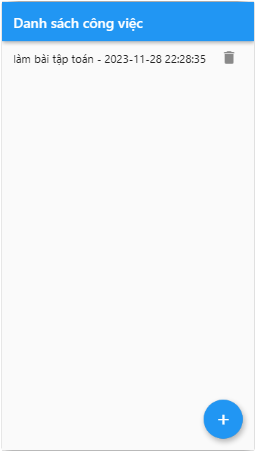 Danh sách công việc
làm bài tập toán - 2023-11-28 22:28:35